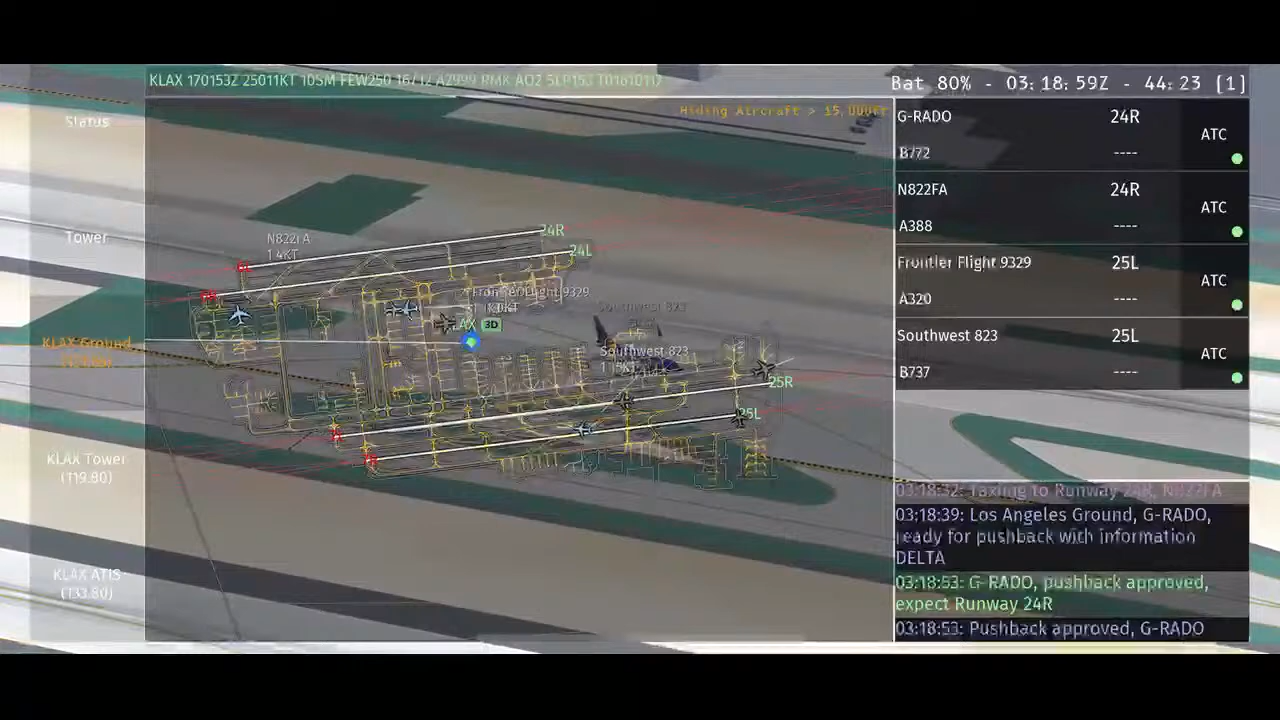 KLAX 170153Z 25011KT 10SM FEW250 16/12 A2999 RMK AO2 SLP153
Bat 80% - 03:18:59Z - 44:23 [1]
Hiding Aircraft > 15,000ft
Status
Tower
KLAX Ground
KLAX Tower
(119.80)
KLAX ATIS
(133.80)
N822FA
14KT
24R
24L
6L
Frontier Flight 9329
KLAX 3D
Southwest 823
Southwest 823
115KT
25R
25L
G-RADO 24R
ATC
B772 ----
N822FA 24R
ATC
A388 ----
Frontier Flight 9329 25L
ATC
A320 ----
Southwest 823 25L
ATC
B737 ----
03:18:32: Taxiing to Runway 24R, N822FA
03:18:39: Los Angeles Ground, G-RADO,
ready for pushback with information
DELTA
03:18:53: G-RADO, pushback approved,
expect Runway 24R
03:18:53: Pushback approved, G-RADO